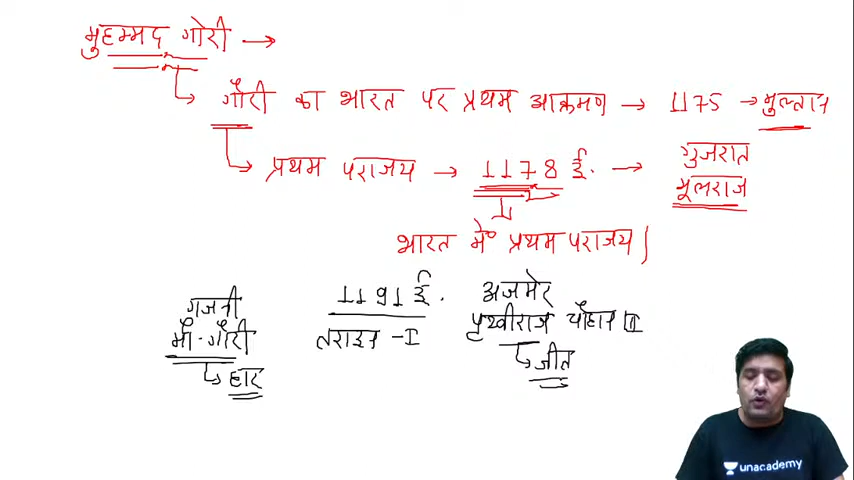 मुहम्मद गोरी →
गौरी का भारत पर प्रथम आक्रमण → 1175 → मुल्तान
प्रथम पराजय → 1178 ई. → गुजरात
मूलराज
भारत में प्रथम पराजय |
गजनी 1191 ई. अजमेर
मौ. गौरी तराइन - I पृथ्वीराज चौहान III
हार जीत
unacademy